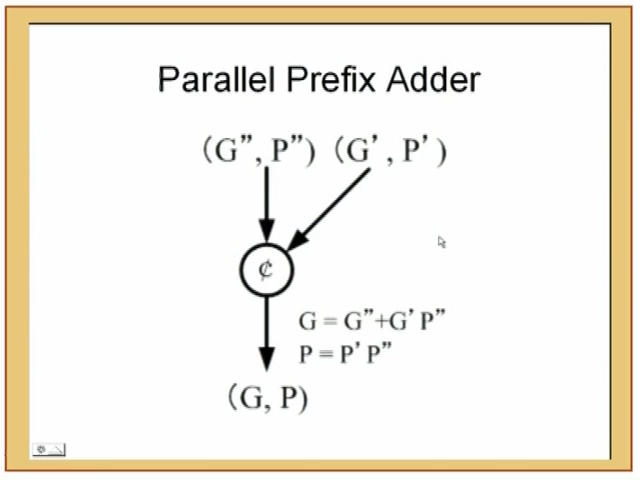 Parallel Prefix Adder
(G”, P”) (G’, P’)
¢
G = G”+G’ P”
P = P’ P”
(G, P)